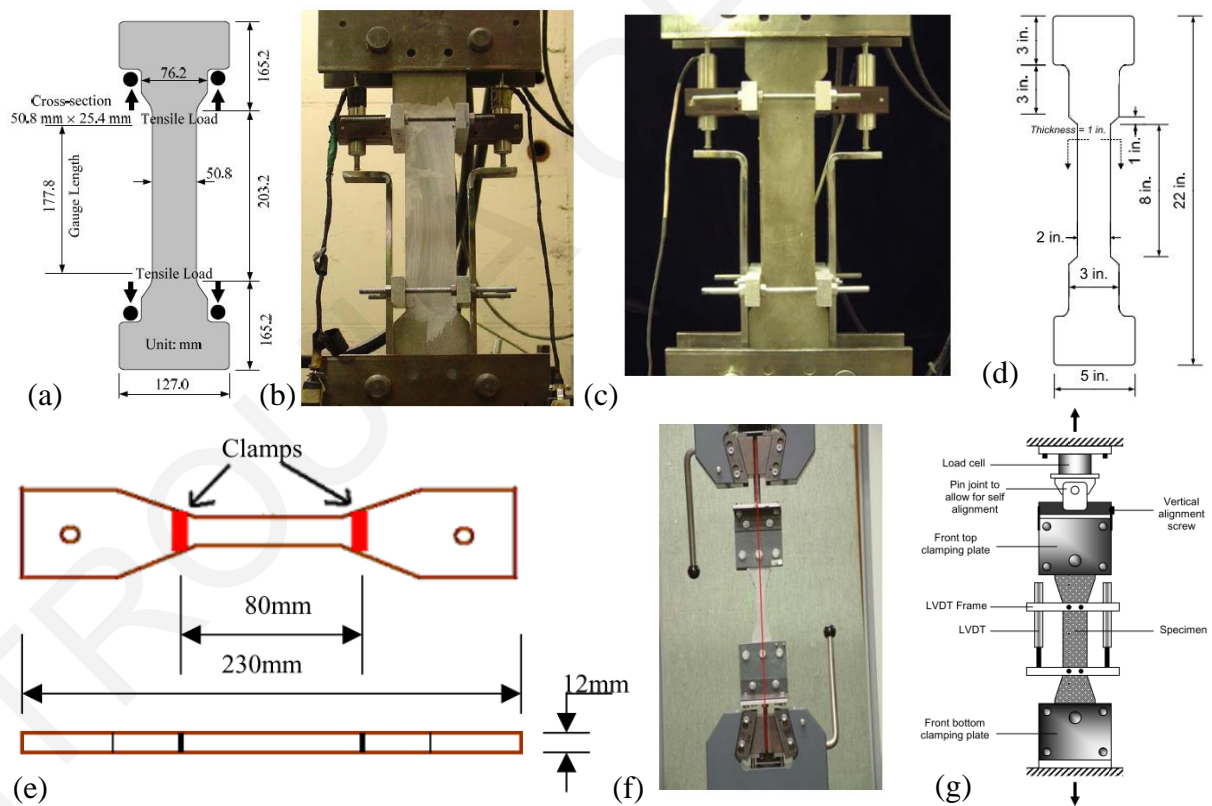 76.2
165.2
Cross-section
50.8 mm × 25.4 mm
Tensile Load
177.8
Gauge Length
50.8
203.2
Tensile Load
165.2
Unit: mm
127.0
(a)
(b)
(c)
3 in.
3 in.
Thickness = 1 in.
1 in.
8 in.
22 in.
2 in.
3 in.
5 in.
(d)
Clamps
80mm
230mm
12mm
(e)
(f)
Load cell
Pin joint to
allow for self
alignment
Vertical
alignment
screw
Front top
clamping plate
LVDT Frame
LVDT
Specimen
Front bottom
clamping plate
(g)